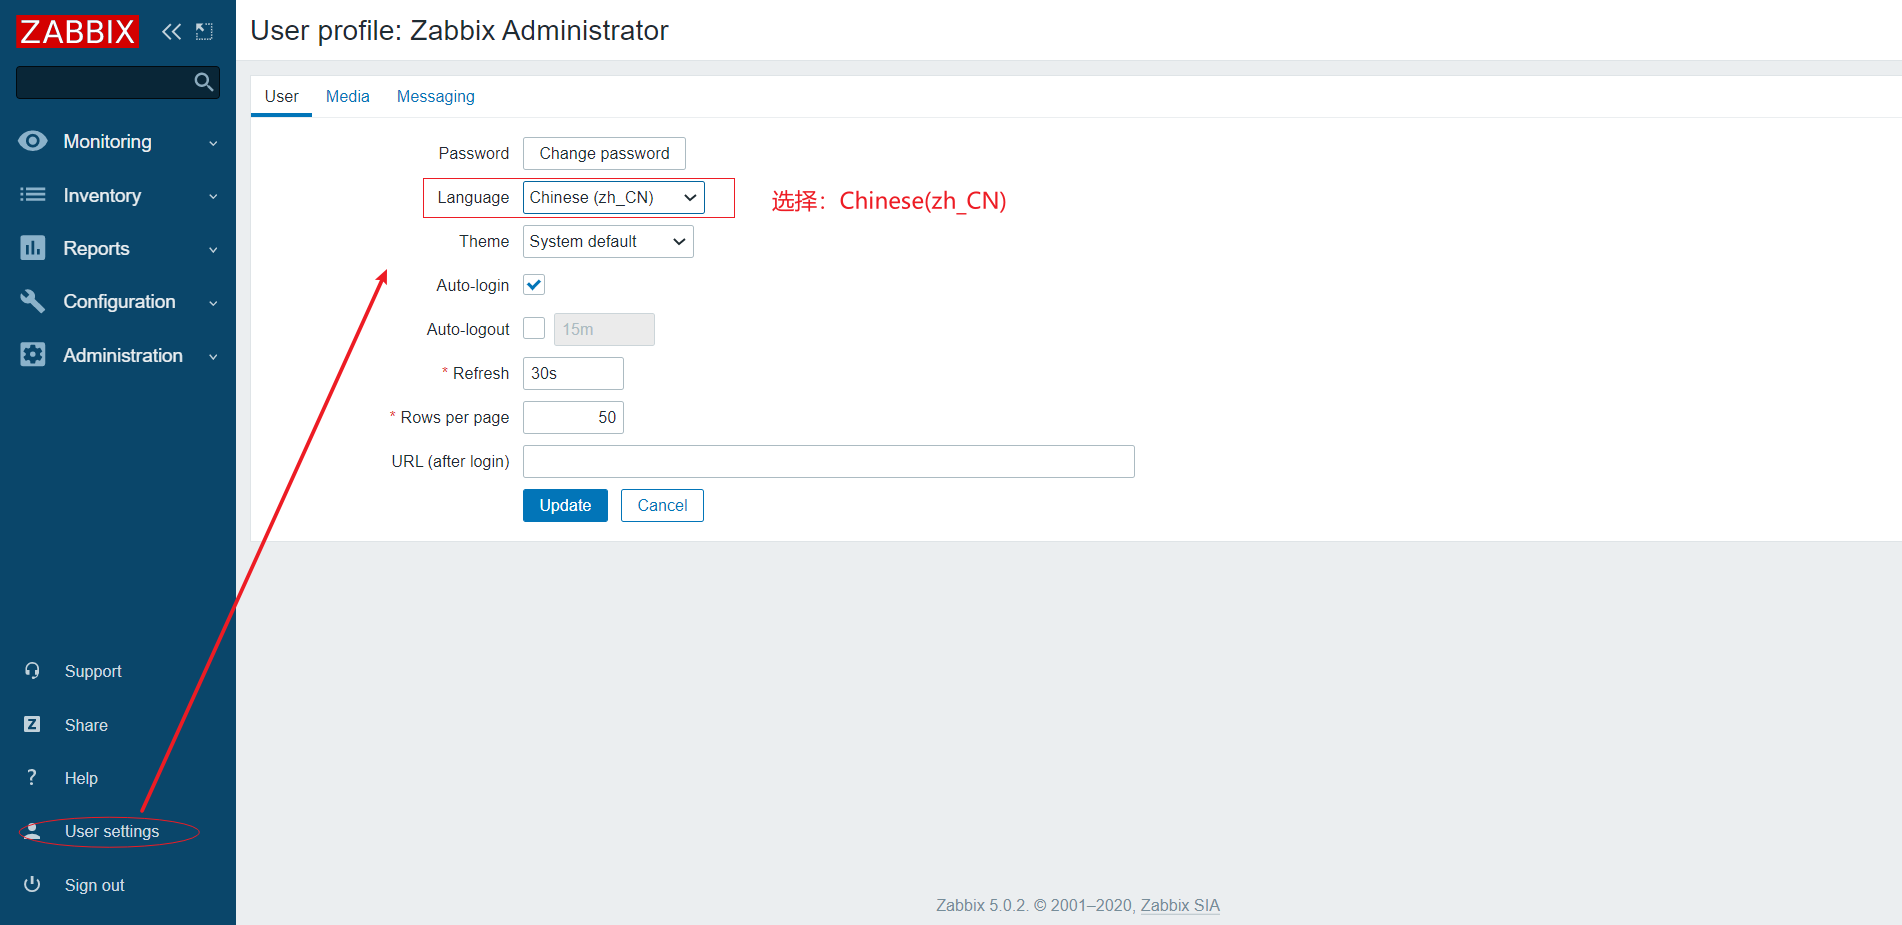 ZABBIX
User profile: Zabbix Administrator
User Media Messaging
Monitoring
Inventory
Reports
Configuration
Administration
Password Change password
Language Chinese (zh_CN) 选择：Chinese(zh_CN)
Theme System default
Auto-login
Auto-logout 15m
* Refresh 30s
* Rows per page 50
URL (after login)
Update Cancel
Support
Share
Help
User settings
Sign out
Zabbix 5.0.2. © 2001–2020, Zabbix SIA